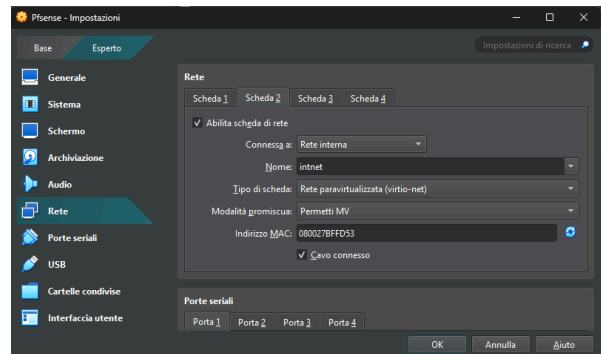 Pfsense - Impostazioni
Base Esperto Impostazioni di ricerca
Generale
Sistema
Schermo
Archiviazione
Audio
Rete
Porte seriali
USB
Cartelle condivise
Interfaccia utente
Rete
Scheda 1 Scheda 2 Scheda 3 Scheda 4
Abilita scheda di rete
Connessa a: Rete interna
Nome: intnet
Tipo di scheda: Rete paravirtualizzata (virtio-net)
Modalità promiscua: Permetti MV
Indirizzo MAC: 080027BFFD53
Cavo connesso
Porte seriali
Porta 1 Porta 2 Porta 3 Porta 4
OK Annulla Aiuto